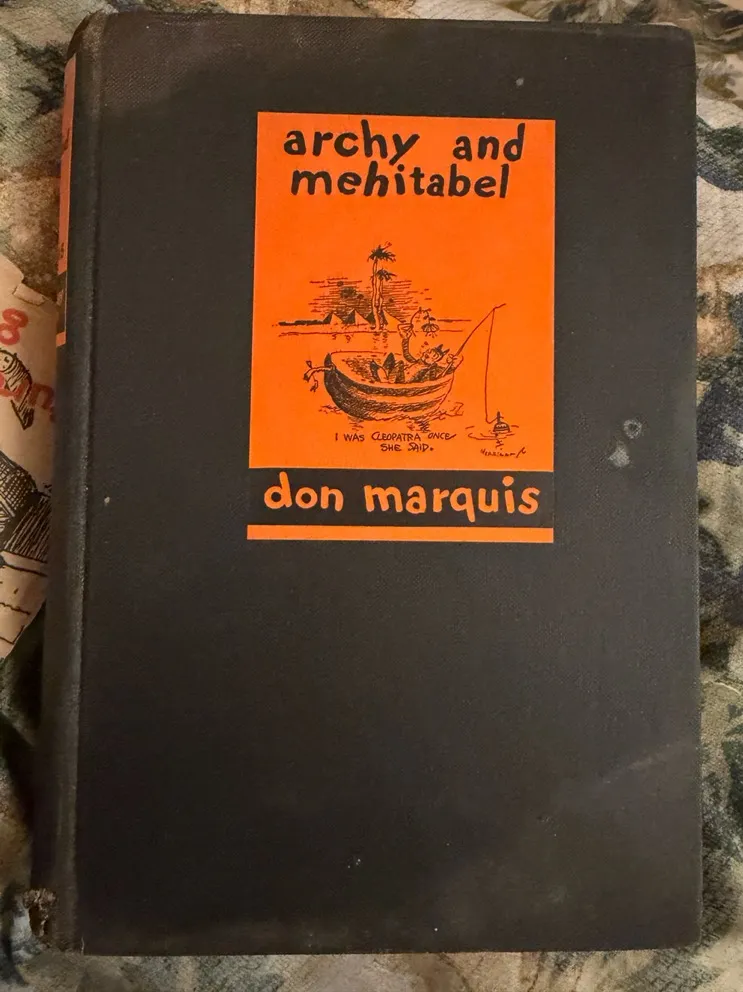 archy and
mehitabel
I WAS CLEOPATRA ONCE
SHE SAID.
don marquis